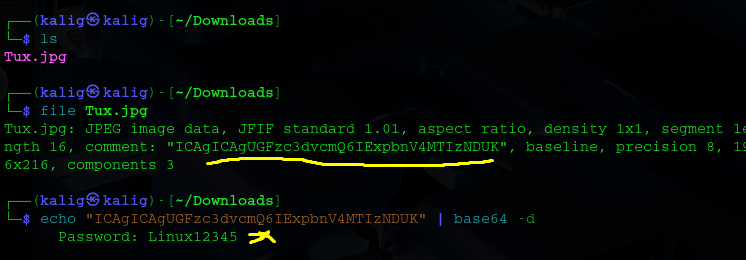 ┌──(kalig㉿kalig)-[~/Downloads]
└─$ ls
Tux.jpg
┌──(kalig㉿kalig)-[~/Downloads]
└─$ file Tux.jpg
Tux.jpg: JPEG image data, JFIF standard 1.01, aspect ratio, density 1x1, segment le
ngth 16, comment: "ICAgICAgUGFzc3dvcmQ6IExpbnV4MTIzNDUK", baseline, precision 8, 19
6x216, components 3
┌──(kalig㉿kalig)-[~/Downloads]
└─$ echo "ICAgICAgUGFzc3dvcmQ6IExpbnV4MTIzNDUK" | base64 -d
      Password: Linux12345